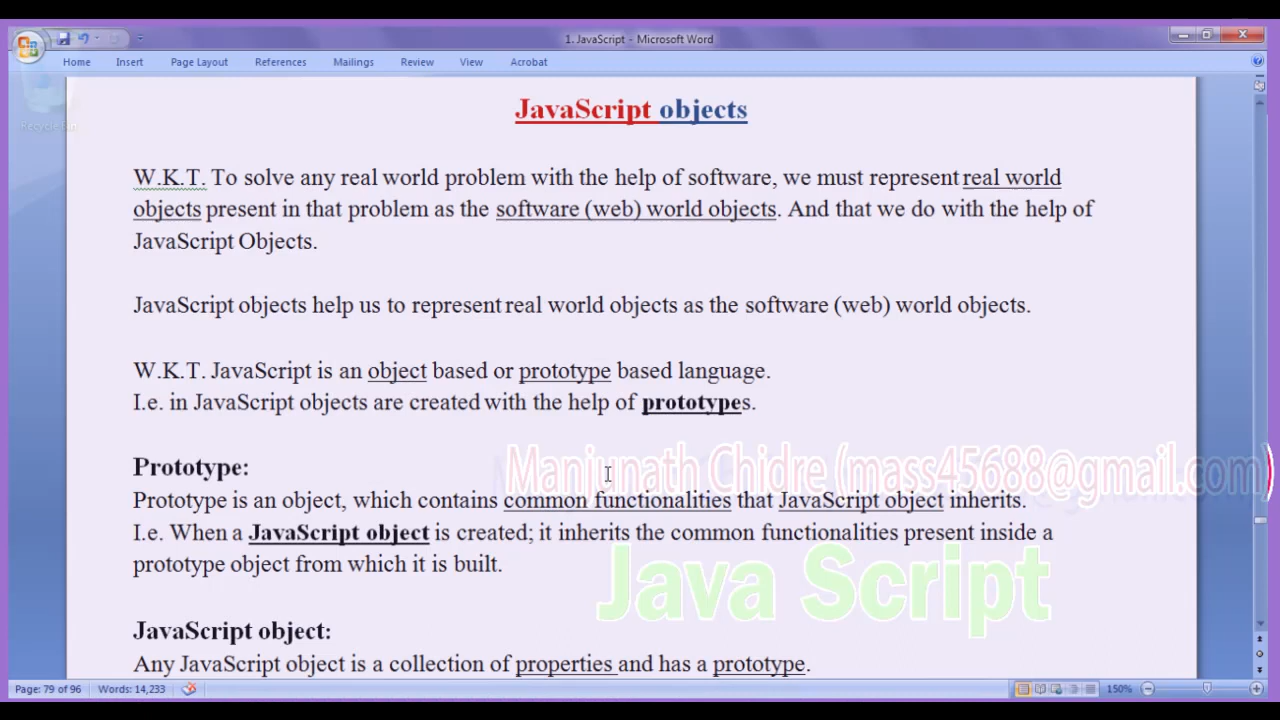 1. JavaScript - Microsoft Word
Home Insert Page Layout References Mailings Review View Acrobat
Recycle Bin
JavaScript objects
W.K.T. To solve any real world problem with the help of software, we must represent real world
objects present in that problem as the software (web) world objects. And that we do with the help of
JavaScript Objects.
JavaScript objects help us to represent real world objects as the software (web) world objects.
W.K.T. JavaScript is an object based or prototype based language.
I.e. in JavaScript objects are created with the help of prototypes.
Manjunath Chidre (mass45688@gmail.com)
Prototype:
Prototype is an object, which contains common functionalities that JavaScript object inherits.
I.e. When a JavaScript object is created; it inherits the common functionalities present inside a
prototype object from which it is built.
Java Script
JavaScript object:
Any JavaScript object is a collection of properties and has a prototype.
Page: 79 of 96 Words: 14,233 150%